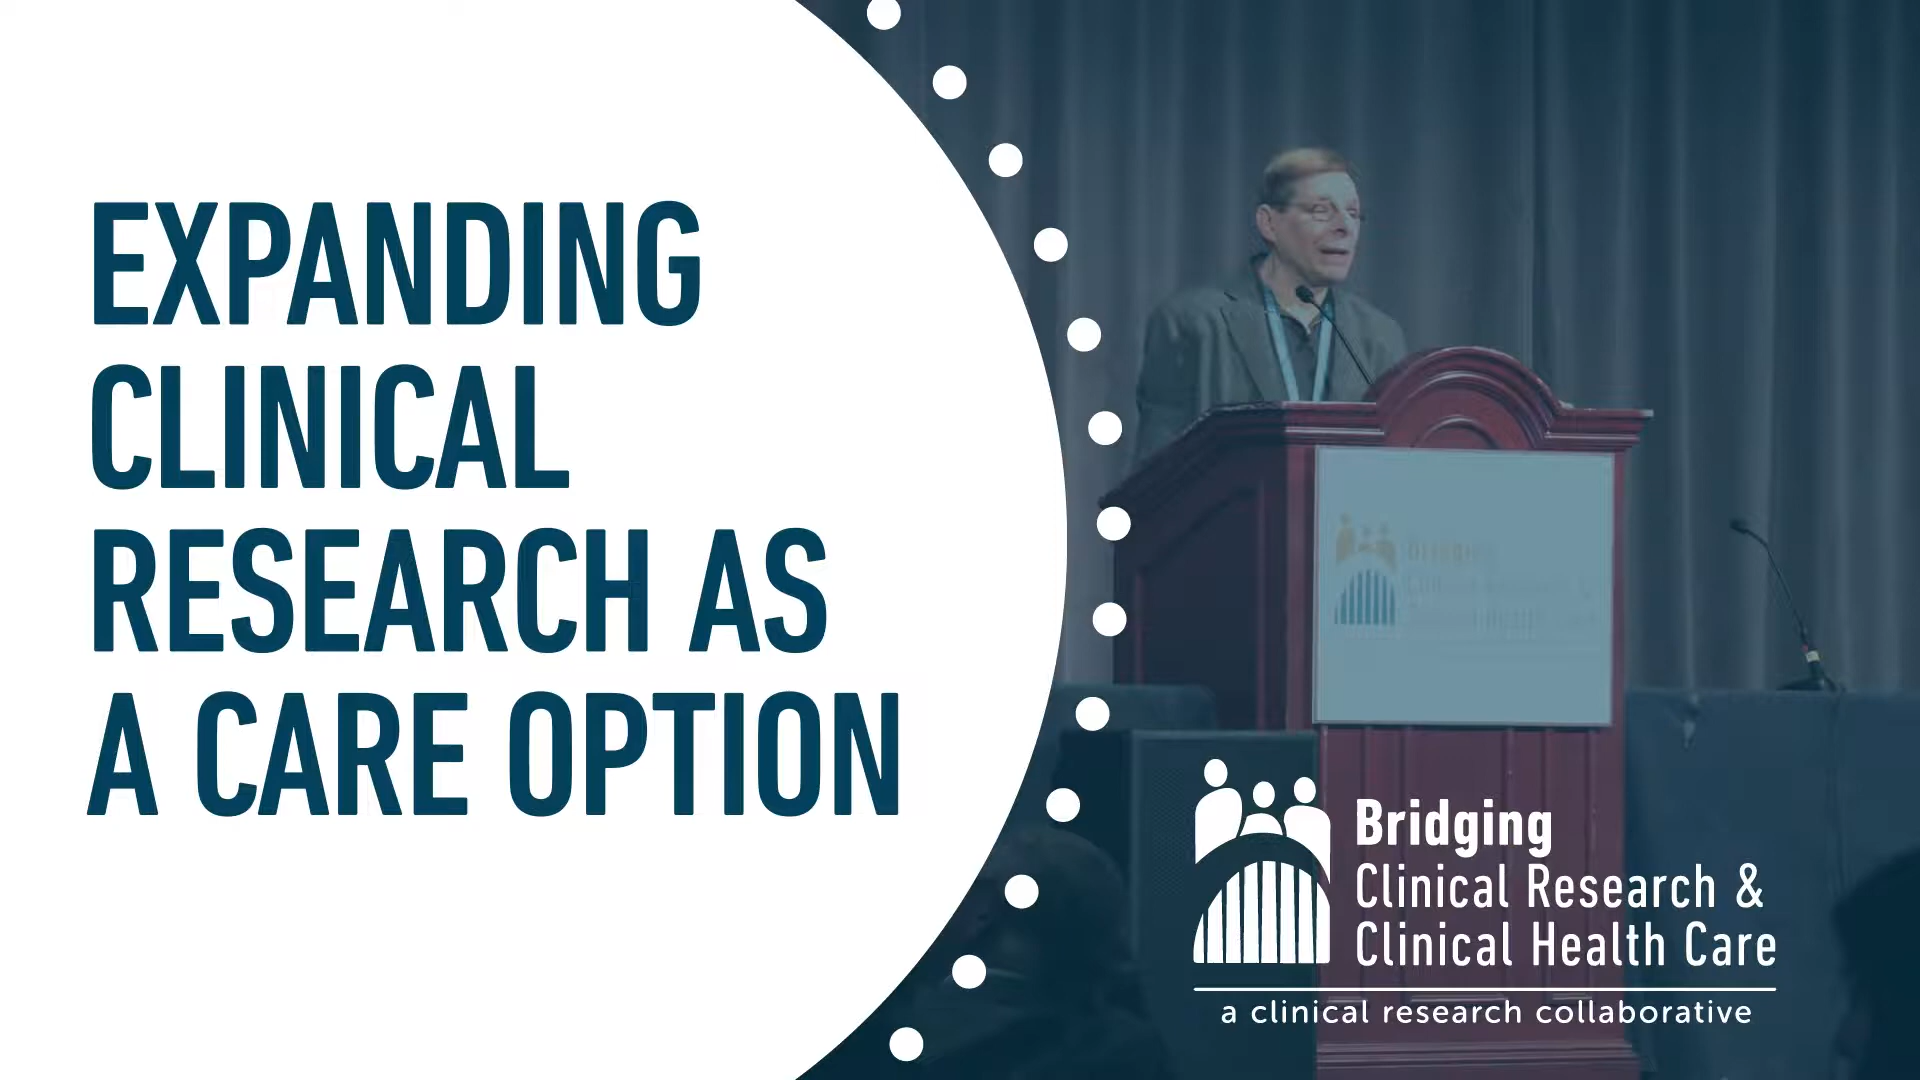 EXPANDING
CLINICAL
RESEARCH AS
A CARE OPTION
Bridging
Clinical Research &
Clinical Health Care
a clinical research collaborative